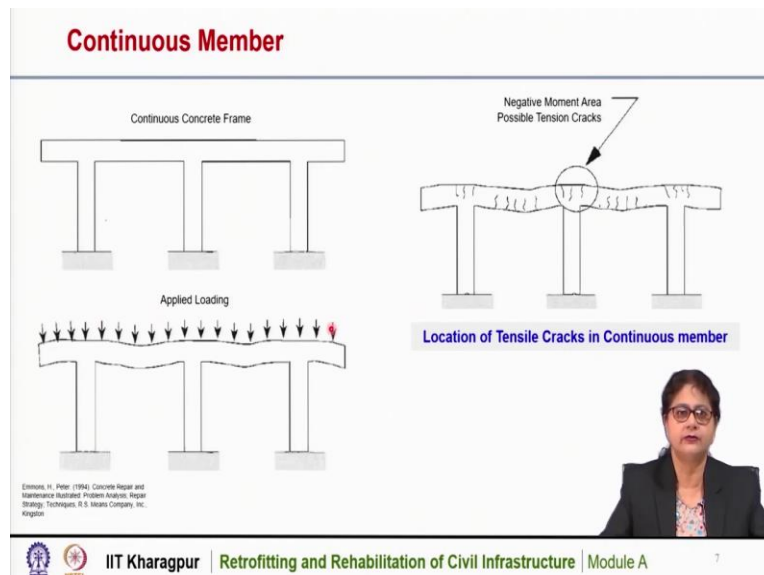 Continuous Member
Continuous Concrete Frame
Applied Loading
Negative Moment Area
Possible Tension Cracks
Location of Tensile Cracks in Continuous member
Emmons, H., Peter. (1994) Concrete Repair and
Maintenance Illustrated: Problem Analysis, Repair
Strategy, Techniques, R.S. Means Company, Inc.,
Kingston
IIT Kharagpur | Retrofitting and Rehabilitation of Civil Infrastructure | Module A
7